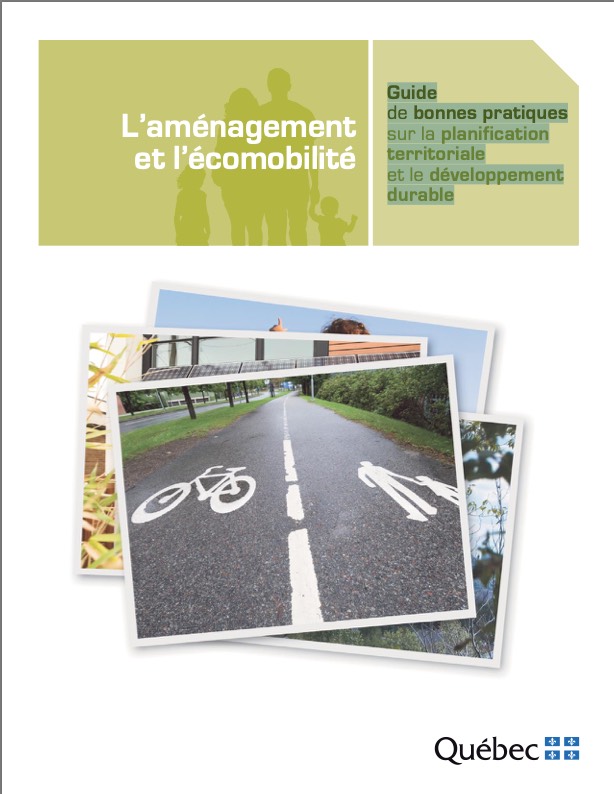 L'aménagement
et l'écomobilité
Guide
de bonnes pratiques
sur la planification
territoriale
et le développement
durable
Québec